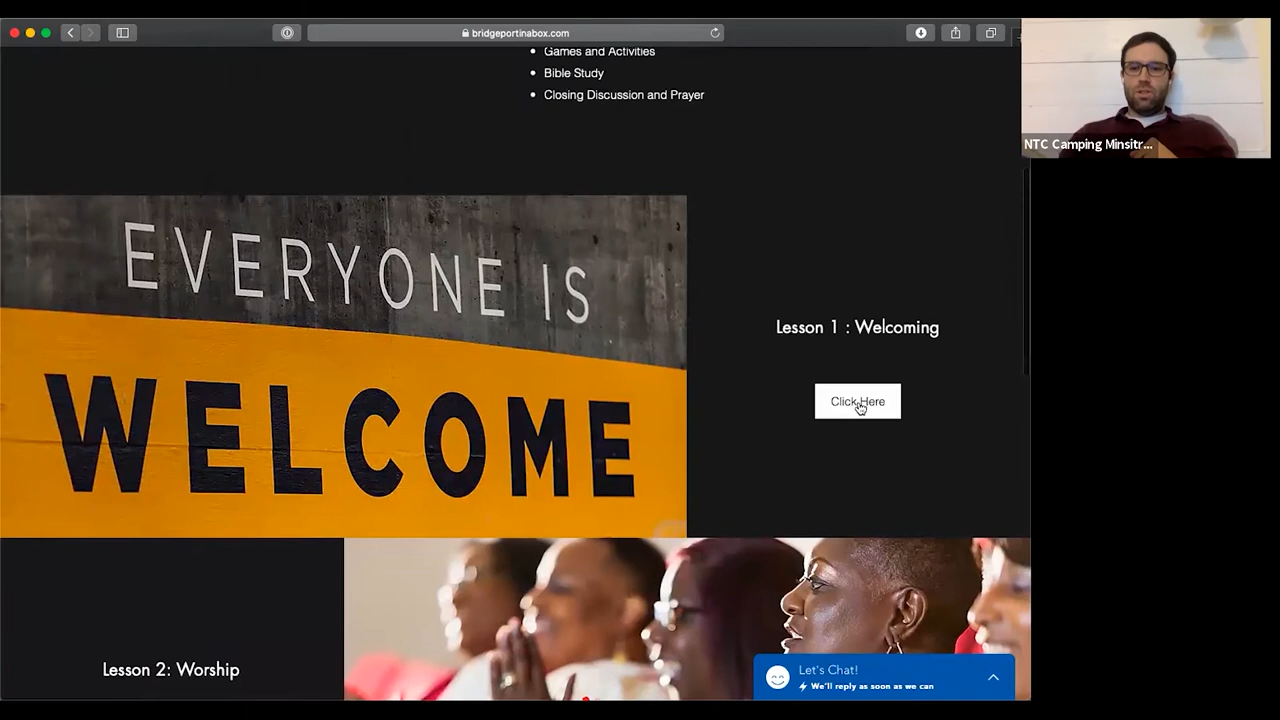 bridgeportinabox.com
Games and Activities
Bible Study
Closing Discussion and Prayer
NTC Camping Minsitr...
EVERYONE IS
WELCOME
Lesson 1 : Welcoming
Click Here
Lesson 2: Worship
Let's Chat!
We'll reply as soon as we can